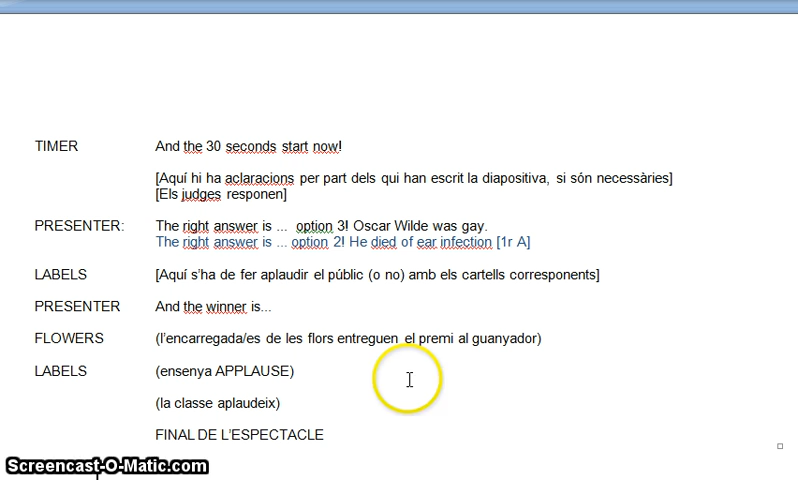 TIMER And the 30 seconds start now!
[Aquí hi ha aclaracions per part dels qui han escrit la diapositiva, si són necessàries]
[Els judges responen]
PRESENTER: The right answer is ... option 3! Oscar Wilde was gay.
The right answer is ... option 2! He died of ear infection [1r A]
LABELS [Aquí s’ha de fer aplaudir el públic (o no) amb els cartells corresponents]
PRESENTER And the winner is...
FLOWERS (l’encarregada/es de les flors entreguen el premi al guanyador)
LABELS (ensenya APPLAUSE)
(la classe aplaudeix)
FINAL DE L’ESPECTACLE
Screencast-O-Matic.com